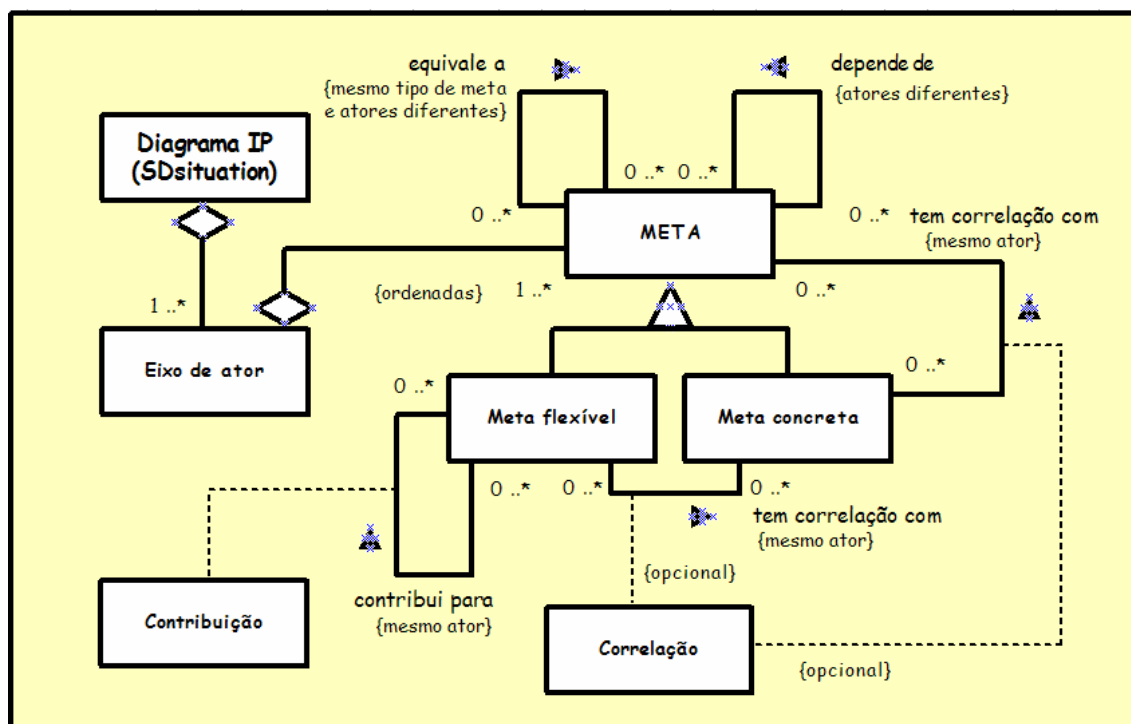 equivale a
{mesmo tipo de meta
e atores diferentes}
depende de
{atores diferentes}
Diagrama IP
(SDsituation)
0 ..*
0 ..*
0 ..*
0 ..*
tem correlação com
{mesmo ator}
META
{ordenadas}
1 ..*
0 ..*
1 ..*
Eixo de ator
0 ..*
0 ..*
Meta flexível
Meta concreta
0 ..*
0 ..*
0 ..*
tem correlação com
{mesmo ator}
{opcional}
contribui para
{mesmo ator}
Contribuição
Correlação
{opcional}